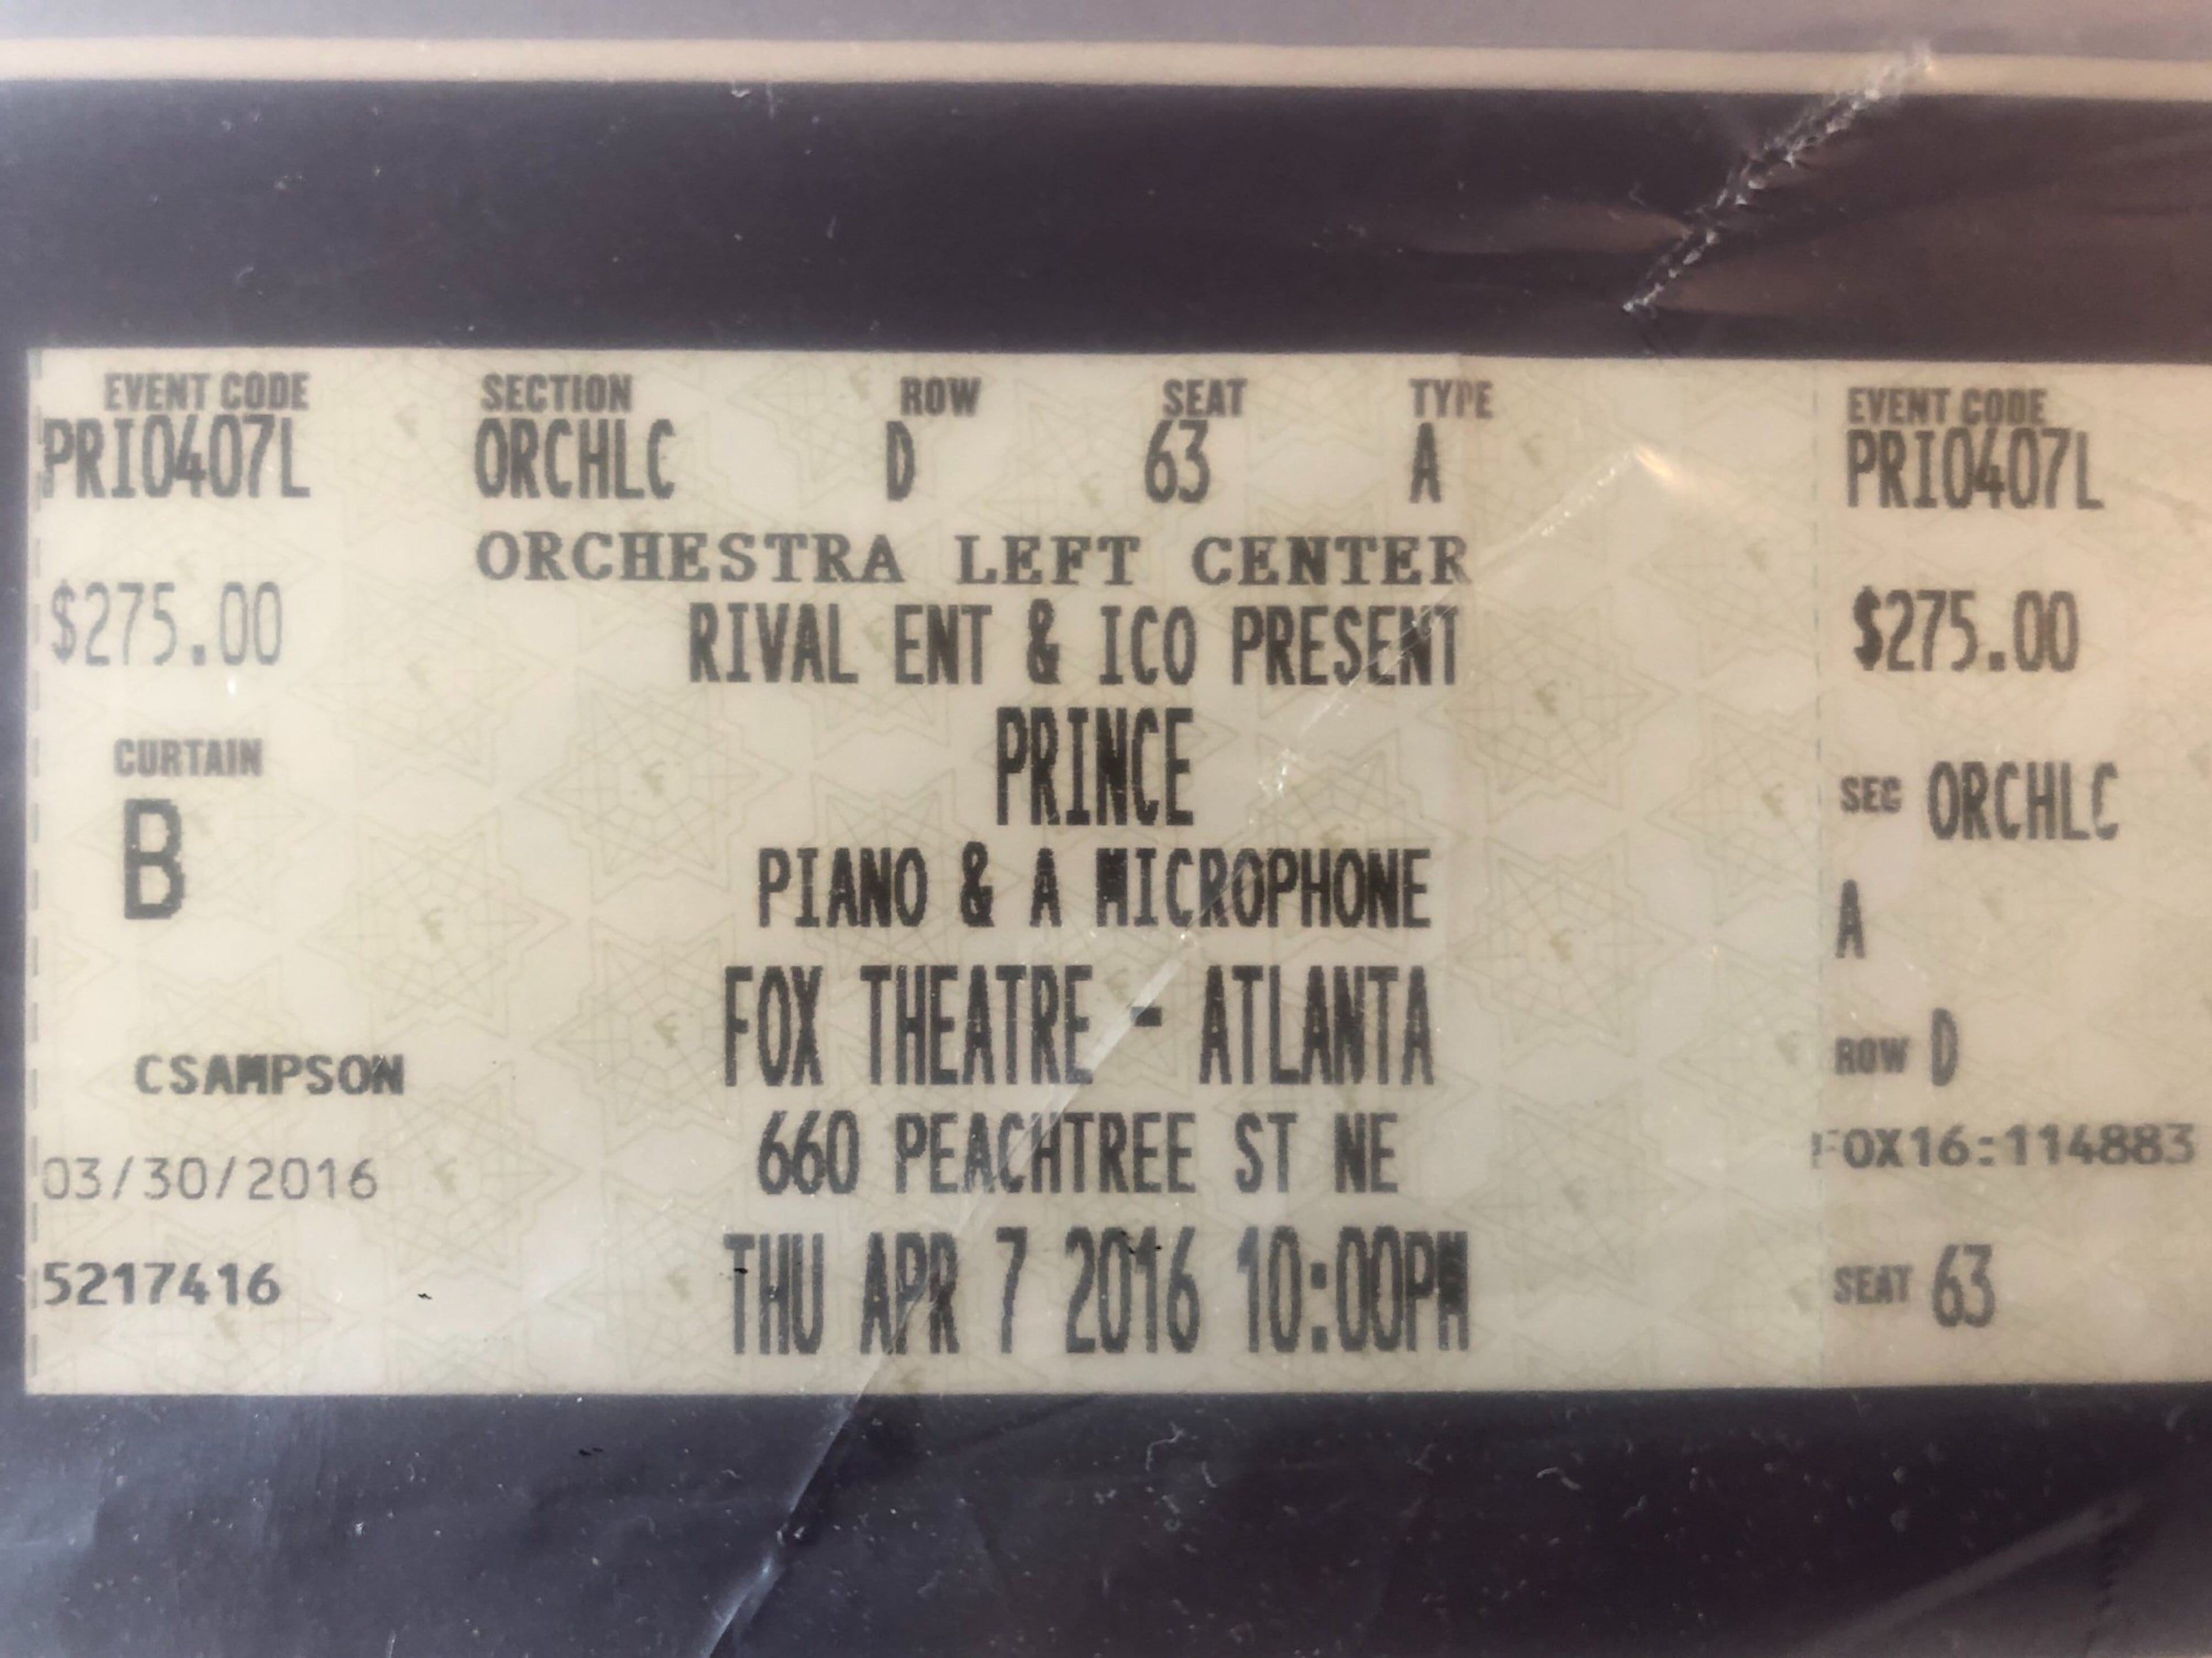 EVENT CODE SECTION ROW SEAT TYPE
PRI0407L ORCHLC D 63 A
ORCHESTRA LEFT CENTER
$275.00
RIVAL ENT & ICO PRESENT
PRINCE
CURTAIN
B
PIANO & A MICROPHONE
FOX THEATRE - ATLANTA
CSAMPSON
660 PEACHTREE ST NE
03/30/2016
5217416
THU APR 7 2016 10:00PM
EVENT CODE
PRI0407L
$275.00
SEC ORCHLC
A
ROW D
FOX16:114883
SEAT 63